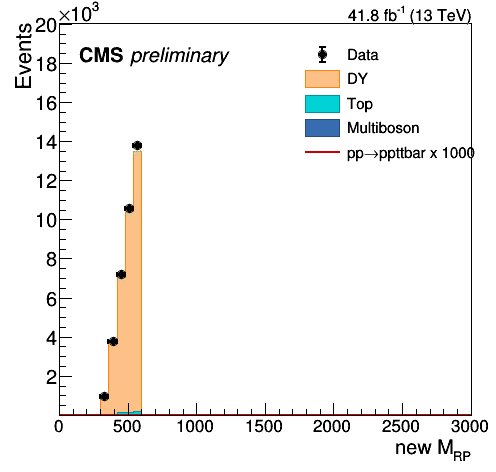 ×10³
41.8 fb⁻¹ (13 TeV)
Events
CMS preliminary
Data
DY
Top
Multiboson
pp→ppttbar x 1000
20
18
16
14
12
10
8
6
4
2
0 500 1000 1500 2000 2500 3000
new M_RP